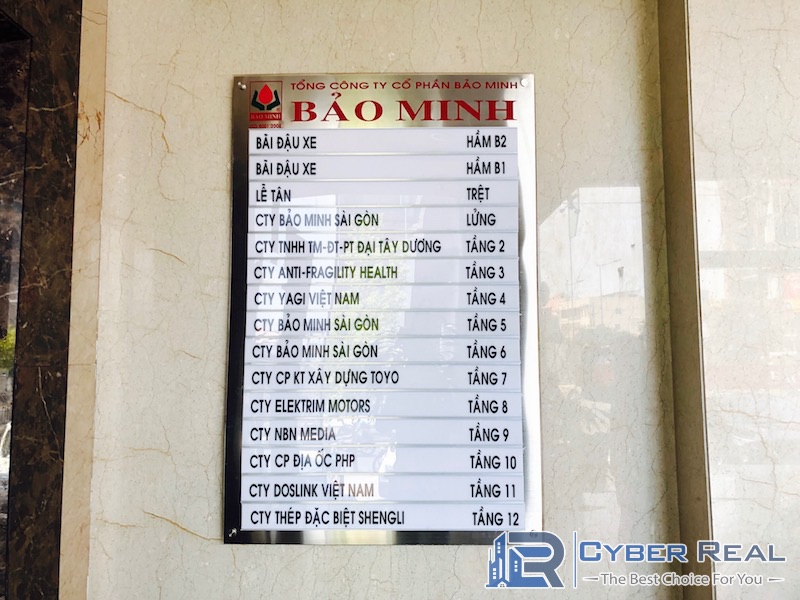 TỔNG CÔNG TY CỔ PHẦN BẢO MINH
BẢO MINH
BẢO MINH
BÃI ĐẬU XE HẦM B2
BÃI ĐẬU XE HẦM B1
LỄ TÂN TRỆT
CTY BẢO MINH SÀI GÒN LỬNG
CTY TNHH TM-ĐT-PT ĐẠI TÂY DƯƠNG TẦNG 2
CTY ANTI-FRAGILITY HEALTH TẦNG 3
CTY YAGI VIỆT NAM TẦNG 4
CTY BẢO MINH SÀI GÒN TẦNG 5
CTY BẢO MINH SÀI GÒN TẦNG 6
CTY CP KT XÂY DỰNG TOYO TẦNG 7
CTY ELEKTRIM MOTORS TẦNG 8
CTY NBN MEDIA TẦNG 9
CTY CP ĐỊA ỐC PHP TẦNG 10
CTY DOSLINK VIỆT NAM TẦNG 11
CTY THÉP ĐẶC BIỆT SHENGLI TẦNG 12
CYBER REAL
The Best Choice For You